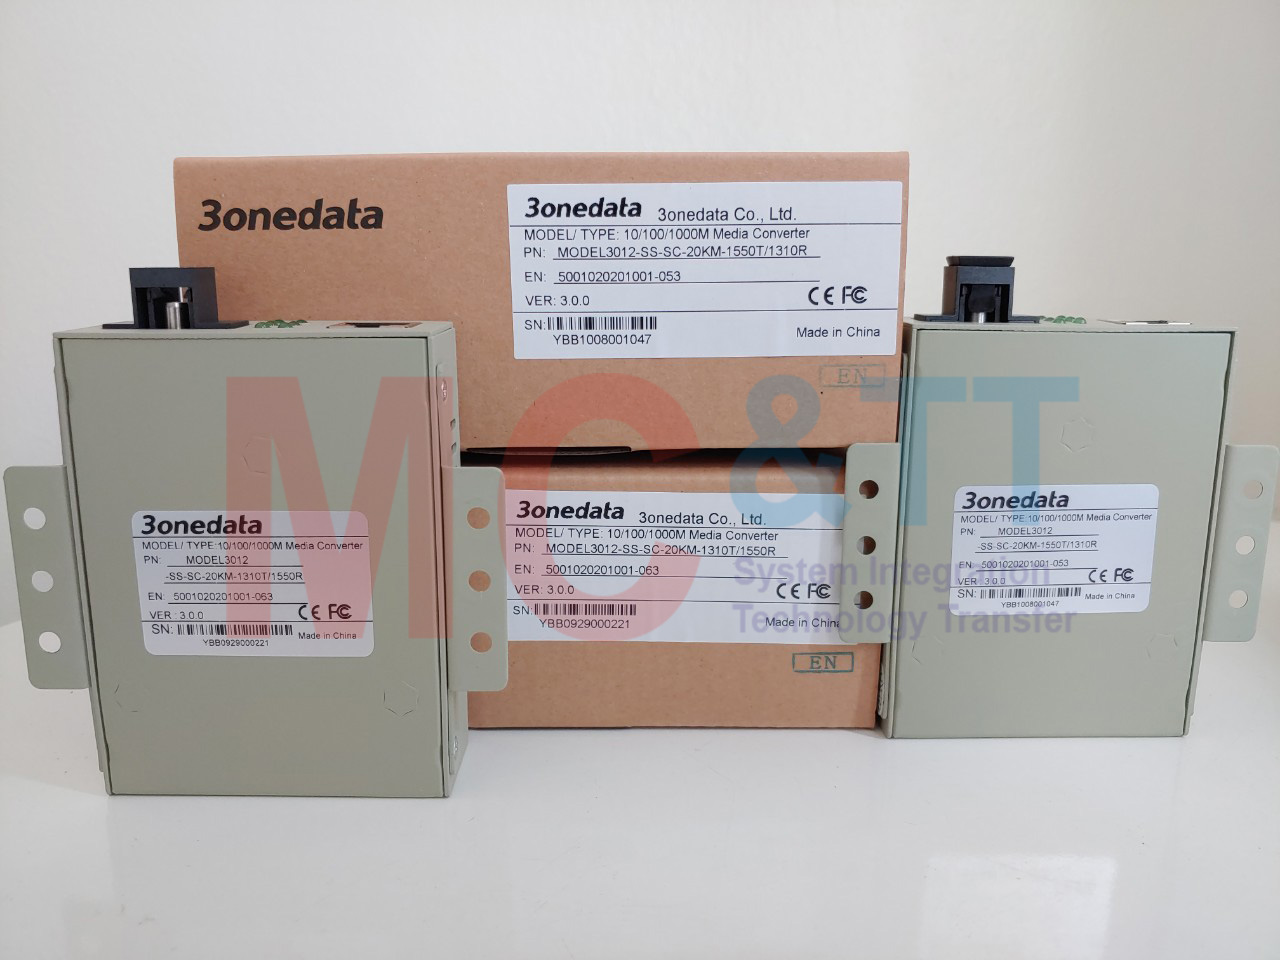 3onedata
3onedata 3onedata Co., Ltd.
MODEL/ TYPE: 10/100/1000M Media Converter
PN: MODEL3012-SS-SC-20KM-1550T/1310R
EN: 5001020201001-053
VER: 3.0.0 CE FC
SN:
YBB1008001047
Made in China
EN
MC&TT
System Integration
Technology Transfer
3onedata
MODEL/ TYPE:10/100/1000M Media Converter
PN: MODEL3012
-SS-SC-20KM-1310T/1550R
EN: 5001020201001-063
VER: 3.0.0 CE FC
SN:
YBB0929000221
Made in China
3onedata 3onedata Co., Ltd.
MODEL/ TYPE: 10/100/1000M Media Converter
PN: MODEL3012-SS-SC-20KM-1310T/1550R
EN: 5001020201001-063
VER: 3.0.0 CE FC
SN:
YBB0929000221
Made in China
EN
3onedata
MODEL/ TYPE:10/100/1000M Media Converter
PN: MODEL3012
-SS-SC-20KM-1550T/1310R
EN: 5001020201001-053
VER: 3.0.0 CE FC
SN:
YBB1008001047
Made in China